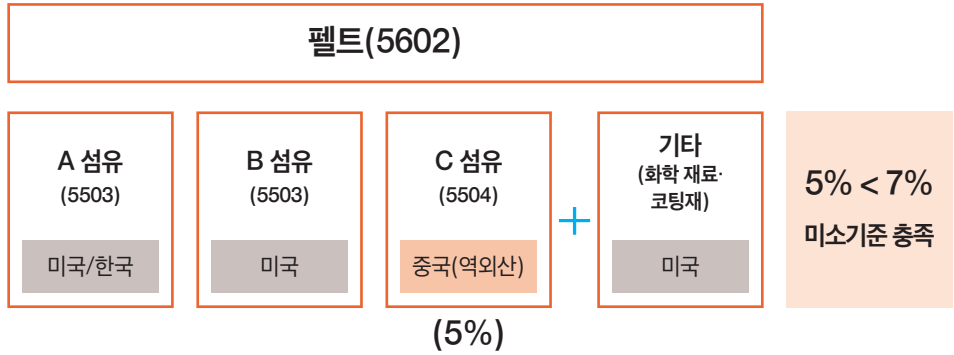 펠트(5602)
A 섬유
(5503)
미국/한국
B 섬유
(5503)
미국
C 섬유
(5504)
중국(역외산)
(5%)
+
기타
(화학 재료·
코팅재)
미국
5% < 7%
미소기준 충족